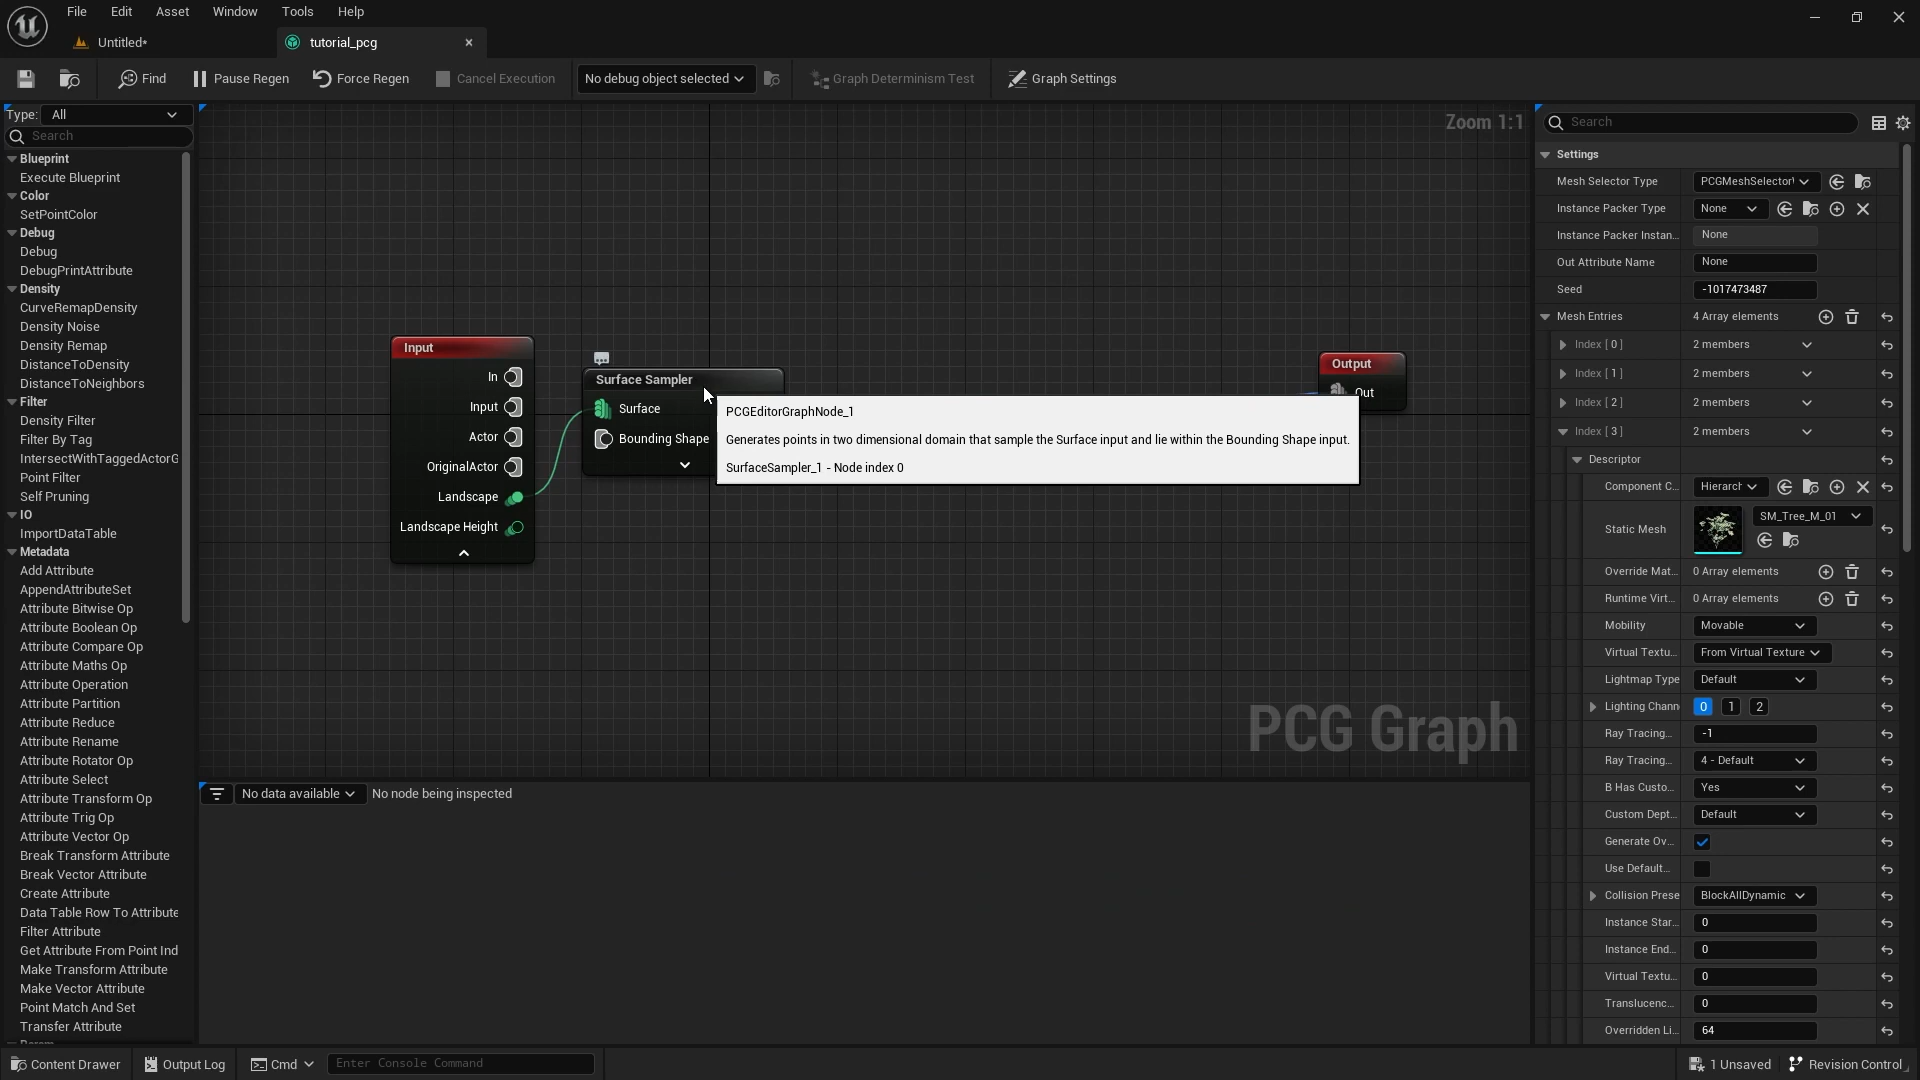 File Edit Asset Window Tools Help
Untitled*
tutorial_pcg
Find
Pause Regen
Force Regen
Cancel Execution
No debug object selected
Graph Determinism Test
Graph Settings
Type: All
Search
Blueprint
Execute Blueprint
Color
SetPointColor
Debug
Debug
DebugPrintAttribute
Density
CurveRemapDensity
Density Noise
Density Remap
DistanceToDensity
DistanceToNeighbors
Filter
Density Filter
Filter By Tag
IntersectWithTaggedActorG
Point Filter
Self Pruning
IO
ImportDataTable
Metadata
Add Attribute
AppendAttributeSet
Attribute Bitwise Op
Attribute Boolean Op
Attribute Compare Op
Attribute Maths Op
Attribute Operation
Attribute Partition
Attribute Reduce
Attribute Rename
Attribute Rotator Op
Attribute Select
Attribute Transform Op
Attribute Trig Op
Attribute Vector Op
Break Transform Attribute
Break Vector Attribute
Create Attribute
Data Table Row To Attribute
Filter Attribute
Get Attribute From Point Ind
Make Transform Attribute
Make Vector Attribute
Point Match And Set
Transfer Attribute
Zoom 1:1
Input
In
Input
Actor
OriginalActor
Landscape
Landscape Height
Surface Sampler
Surface
Bounding Shape
PCGEditorGraphNode_1
Generates points in two dimensional domain that sample the Surface input and lie within the Bounding Shape input.
SurfaceSampler_1 - Node index 0
Output
Out
PCG Graph
No data available
No node being inspected
Search
Settings
Mesh Selector Type PCGMeshSelector
Instance Packer Type None
Instance Packer Instan... None
Out Attribute Name None
Seed -1017473487
Mesh Entries 4 Array elements
Index [ 0 ] 2 members
Index [ 1 ] 2 members
Index [ 2 ] 2 members
Index [ 3 ] 2 members
Descriptor
Component C... Hierarch
Static Mesh SM_Tree_M_01
Override Mat... 0 Array elements
Runtime Virt... 0 Array elements
Mobility Movable
Virtual Textu... From Virtual Texture
Lightmap Type Default
Lighting Chann 0 1 2
Ray Tracing... -1
Ray Tracing... 4 - Default
B Has Custo... Yes
Custom Dept... Default
Generate Ov...
Use Default...
Collision Prese BlockAllDynamic
Instance Star... 0
Instance End... 0
Virtual Textu... 0
Translucenc... 0
Overridden Li... 64
Content Drawer
Output Log
Cmd
Enter Console Command
1 Unsaved
Revision Control